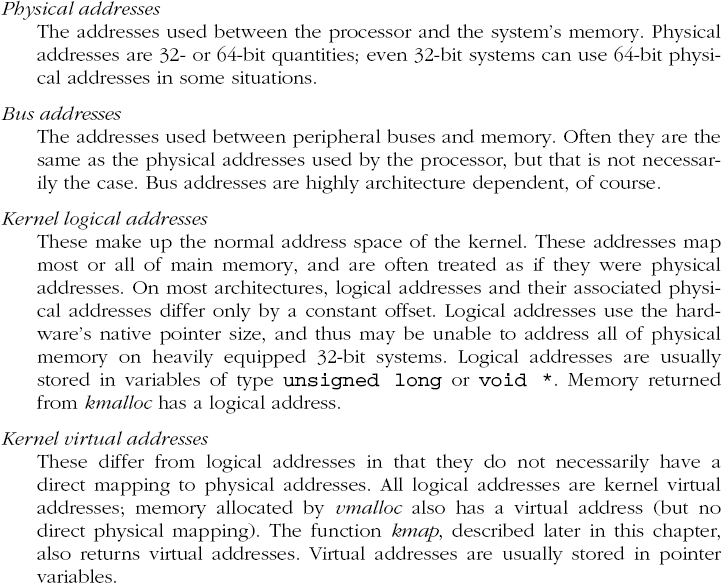 Physical addresses
The addresses used between the processor and the system's memory. Physical
addresses are 32- or 64-bit quantities; even 32-bit systems can use 64-bit physi-
cal addresses in some situations.
Bus addresses
The addresses used between peripheral buses and memory. Often they are the
same as the physical addresses used by the processor, but that is not necessar-
ily the case. Bus addresses are highly architecture dependent, of course.
Kernel logical addresses
These make up the normal address space of the kernel. These addresses map
most or all of main memory, and are often treated as if they were physical
addresses. On most architectures, logical addresses and their associated physi-
cal addresses differ only by a constant offset. Logical addresses use the hard-
ware's native pointer size, and thus may be unable to address all of physical
memory on heavily equipped 32-bit systems. Logical addresses are usually
stored in variables of type unsigned long or void *. Memory returned
from kmalloc has a logical address.
Kernel virtual addresses
These differ from logical addresses in that they do not necessarily have a
direct mapping to physical addresses. All logical addresses are kernel virtual
addresses; memory allocated by vmalloc also has a virtual address (but no
direct physical mapping). The function kmap, described later in this chapter,
also returns virtual addresses. Virtual addresses are usually stored in pointer
variables.